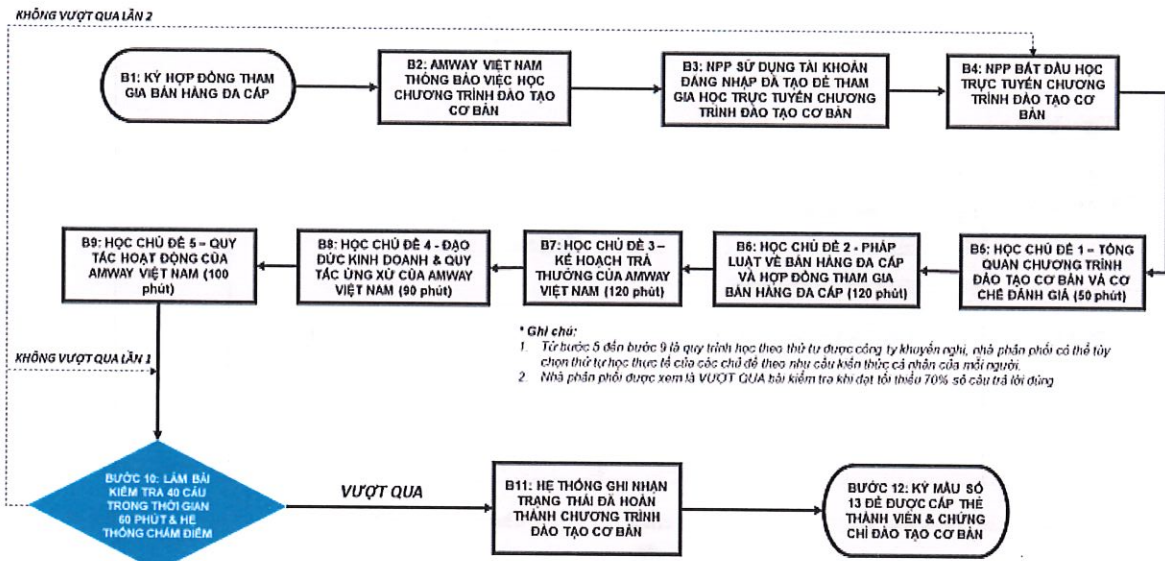 KHÔNG VƯỢT QUA LẦN 2
B1: KÝ HỢP ĐỒNG THAM
GIA BÁN HÀNG ĐA CẤP
B2: AMWAY VIỆT NAM
THÔNG BÁO VIỆC HỌC
CHƯƠNG TRÌNH ĐÀO TẠO
CƠ BẢN
B3: NPP SỬ DỤNG TÀI KHOẢN
ĐĂNG NHẬP ĐÃ TẠO ĐỂ THAM
GIA HỌC TRỰC TUYẾN CHƯƠNG
TRÌNH ĐÀO TẠO CƠ BẢN
B4: NPP BẮT ĐẦU HỌC
TRỰC TUYẾN CHƯƠNG
TRÌNH ĐÀO TẠO CƠ
BẢN
B9: HỌC CHỦ ĐỀ 5 – QUY
TẮC HOẠT ĐỘNG CỦA
AMWAY VIỆT NAM (100
phút)
B8: HỌC CHỦ ĐỀ 4 - ĐẠO
ĐỨC KINH DOANH & QUY
TẮC ỨNG XỬ CỦA AMWAY
VIỆT NAM (90 phút)
B7: HỌC CHỦ ĐỀ 3 –
KẾ HOẠCH TRẢ
THƯỞNG CỦA AMWAY
VIỆT NAM (120 phút)
B6: HỌC CHỦ ĐỀ 2 - PHÁP
LUẬT VỀ BÁN HÀNG ĐA CẤP
VÀ HỢP ĐỒNG THAM GIA
BÁN HÀNG ĐA CẤP (120 phút)
B5: HỌC CHỦ ĐỀ 1 – TỔNG
QUAN CHƯƠNG TRÌNH
ĐÀO TẠO CƠ BẢN VÀ CƠ
CHẾ ĐÁNH GIÁ (50 phút)
* Ghi chú:
1. Từ bước 5 đến bước 9 là quy trình học theo thứ tự được công ty khuyến nghị, nhà phân phối có thể tùy
chọn thứ tự học thực tế của các chủ đề theo nhu cầu kiến thức cá nhân của mỗi người.
2. Nhà phân phối được xem là VƯỢT QUA bài kiểm tra khi đạt tối thiểu 70% số câu trả lời đúng
KHÔNG VƯỢT QUA LẦN 1
BƯỚC 10: LÀM BÀI
KIỂM TRA 40 CÂU
TRONG THỜI GIAN
60 PHÚT & HỆ
THỐNG CHẤM ĐIỂM
VƯỢT QUA
B11: HỆ THỐNG GHI NHẬN
TRẠNG THÁI ĐÃ HOÀN
THÀNH CHƯƠNG TRÌNH
ĐÀO TẠO CƠ BẢN
BƯỚC 12: KÝ MẪU SỐ
13 ĐỂ ĐƯỢC CẤP THẺ
THÀNH VIÊN & CHỨNG
CHỈ ĐÀO TẠO CƠ BẢN